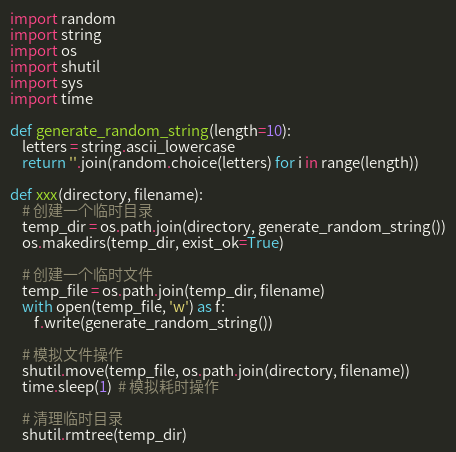 import random
import string
import os
import shutil
import sys
import time

def generate_random_string(length=10):
    letters = string.ascii_lowercase
    return ''.join(random.choice(letters) for i in range(length))

def xxx(directory, filename):
    # 创建一个临时目录
    temp_dir = os.path.join(directory, generate_random_string())
    os.makedirs(temp_dir, exist_ok=True)

    # 创建一个临时文件
    temp_file = os.path.join(temp_dir, filename)
    with open(temp_file, 'w') as f:
        f.write(generate_random_string())

    # 模拟文件操作
    shutil.move(temp_file, os.path.join(directory, filename))
    time.sleep(1)  # 模拟耗时操作

    # 清理临时目录
    shutil.rmtree(temp_dir)